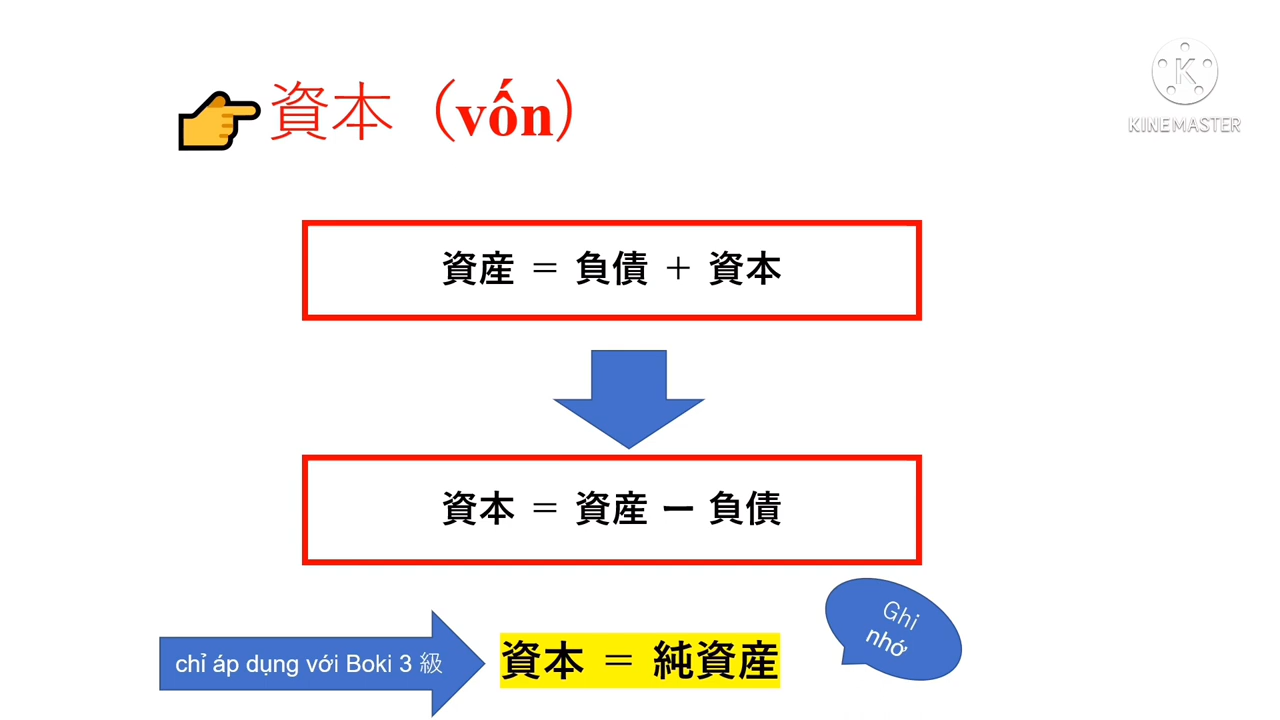 資本（vốn）
KINEMASTER
資産 ＝ 負債 ＋ 資本
資本 ＝ 資産 ー 負債
Ghi
nhớ
chỉ áp dụng với Boki 3 級
資本 ＝ 純資産